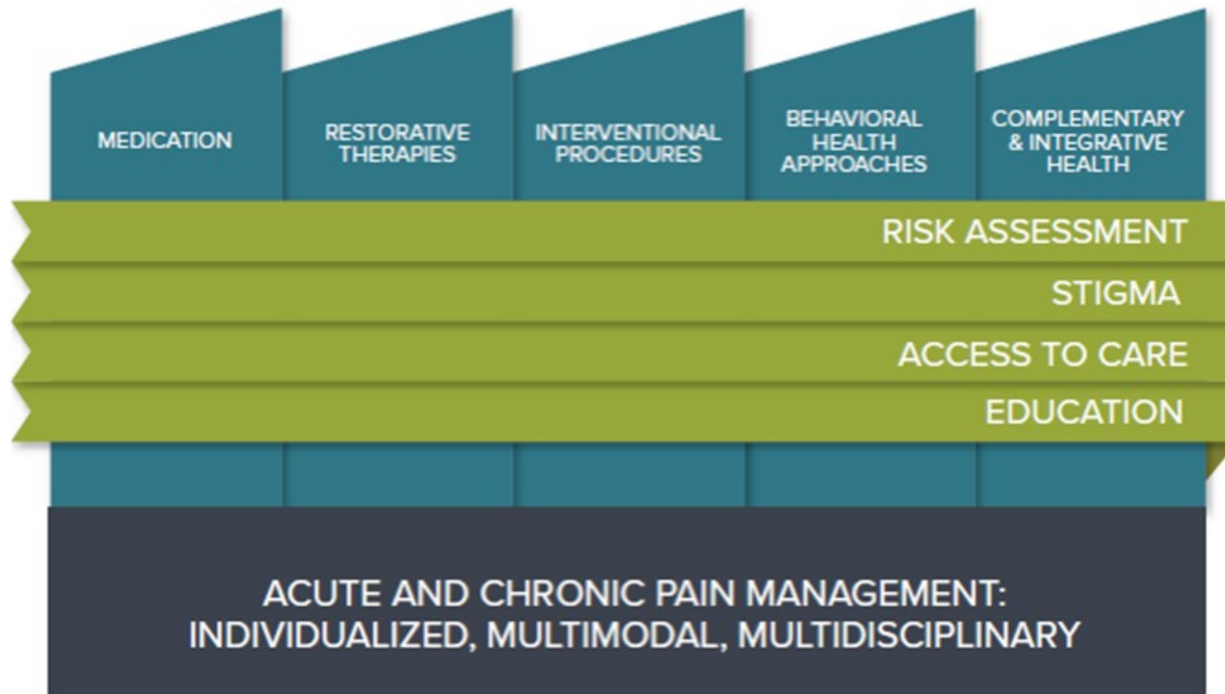 MEDICATION
RESTORATIVE
THERAPIES
INTERVENTIONAL
PROCEDURES
BEHAVIORAL
HEALTH
APPROACHES
COMPLEMENTARY
& INTEGRATIVE
HEALTH
RISK ASSESSMENT
STIGMA
ACCESS TO CARE
EDUCATION
ACUTE AND CHRONIC PAIN MANAGEMENT:
INDIVIDUALIZED, MULTIMODAL, MULTIDISCIPLINARY